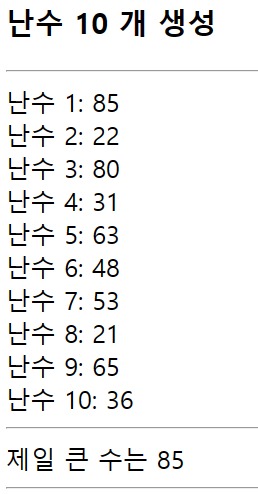 난수 10 개 생성
난수 1: 85
난수 2: 22
난수 3: 80
난수 4: 31
난수 5: 63
난수 6: 48
난수 7: 53
난수 8: 21
난수 9: 65
난수 10: 36
제일 큰 수는 85